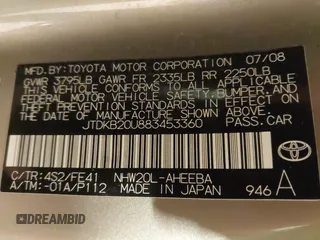 MFD. BY: TOYOTA MOTOR CORPORATION 07/08
GVWR 3795LB GAWR FR 2335LB RR 2250LB
THIS VEHICLE CONFORMS TO ALL APPLICABLE
FEDERAL MOTOR VEHICLE SAFETY, BUMPER, AND
THEFT PREVENTION STANDARDS IN EFFECT ON
THE DATE OF MANUFACTURE SHOWN ABOVE.
JTDKB20U883453360 PASS. CAR
C/TR: 4S2/FE41 NHW20L-AHEEBA
A/TM: -01A/P112 MADE IN JAPAN 946 A
TOYOTA